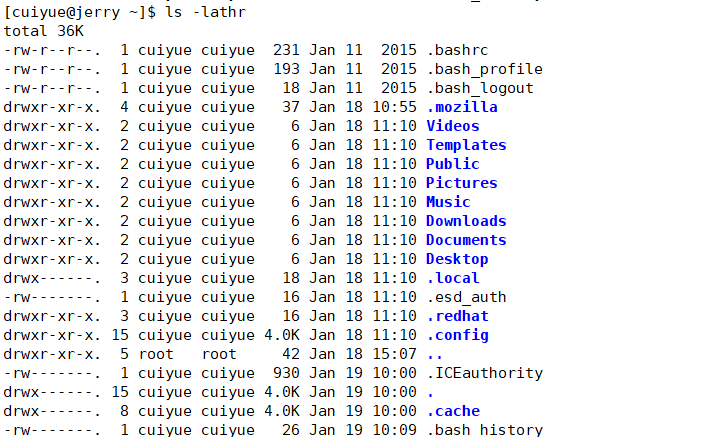 [cuiyue@jerry ~]$ ls -lathr
total 36K
-rw-r--r--.  1 cuiyue cuiyue  231 Jan 11  2015 .bashrc
-rw-r--r--.  1 cuiyue cuiyue  193 Jan 11  2015 .bash_profile
-rw-r--r--.  1 cuiyue cuiyue   18 Jan 11  2015 .bash_logout
drwxr-xr-x.  4 cuiyue cuiyue   37 Jan 18 10:55 .mozilla
drwxr-xr-x.  2 cuiyue cuiyue    6 Jan 18 11:10 Videos
drwxr-xr-x.  2 cuiyue cuiyue    6 Jan 18 11:10 Templates
drwxr-xr-x.  2 cuiyue cuiyue    6 Jan 18 11:10 Public
drwxr-xr-x.  2 cuiyue cuiyue    6 Jan 18 11:10 Pictures
drwxr-xr-x.  2 cuiyue cuiyue    6 Jan 18 11:10 Music
drwxr-xr-x.  2 cuiyue cuiyue    6 Jan 18 11:10 Downloads
drwxr-xr-x.  2 cuiyue cuiyue    6 Jan 18 11:10 Documents
drwxr-xr-x.  2 cuiyue cuiyue    6 Jan 18 11:10 Desktop
drwx------.  3 cuiyue cuiyue   18 Jan 18 11:10 .local
-rw-------.  1 cuiyue cuiyue   16 Jan 18 11:10 .esd_auth
drwxr-xr-x.  3 cuiyue cuiyue   16 Jan 18 11:10 .redhat
drwxr-xr-x. 15 cuiyue cuiyue 4.0K Jan 18 11:10 .config
drwxr-xr-x.  5 root   root     42 Jan 18 15:07 ..
-rw-------.  1 cuiyue cuiyue  930 Jan 19 10:00 .ICEauthority
drwx------. 15 cuiyue cuiyue 4.0K Jan 19 10:00 .
drwx------.  8 cuiyue cuiyue 4.0K Jan 19 10:00 .cache
-rw-------.  1 cuiyue cuiyue   26 Jan 19 10:09 .bash_history